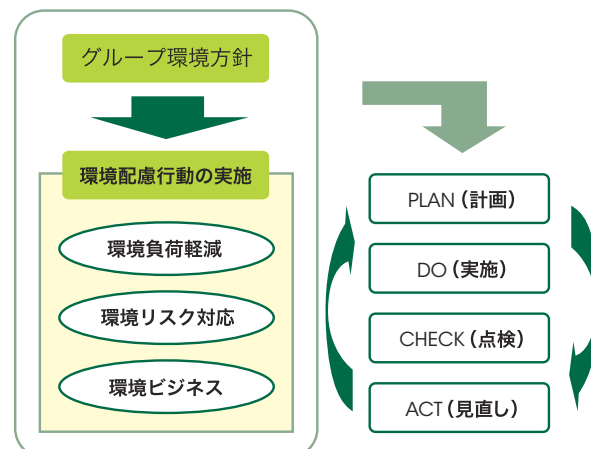 グループ環境方針
環境配慮行動の実施
環境負荷軽減
環境リスク対応
環境ビジネス
PLAN（計画）
DO（実施）
CHECK（点検）
ACT（見直し）